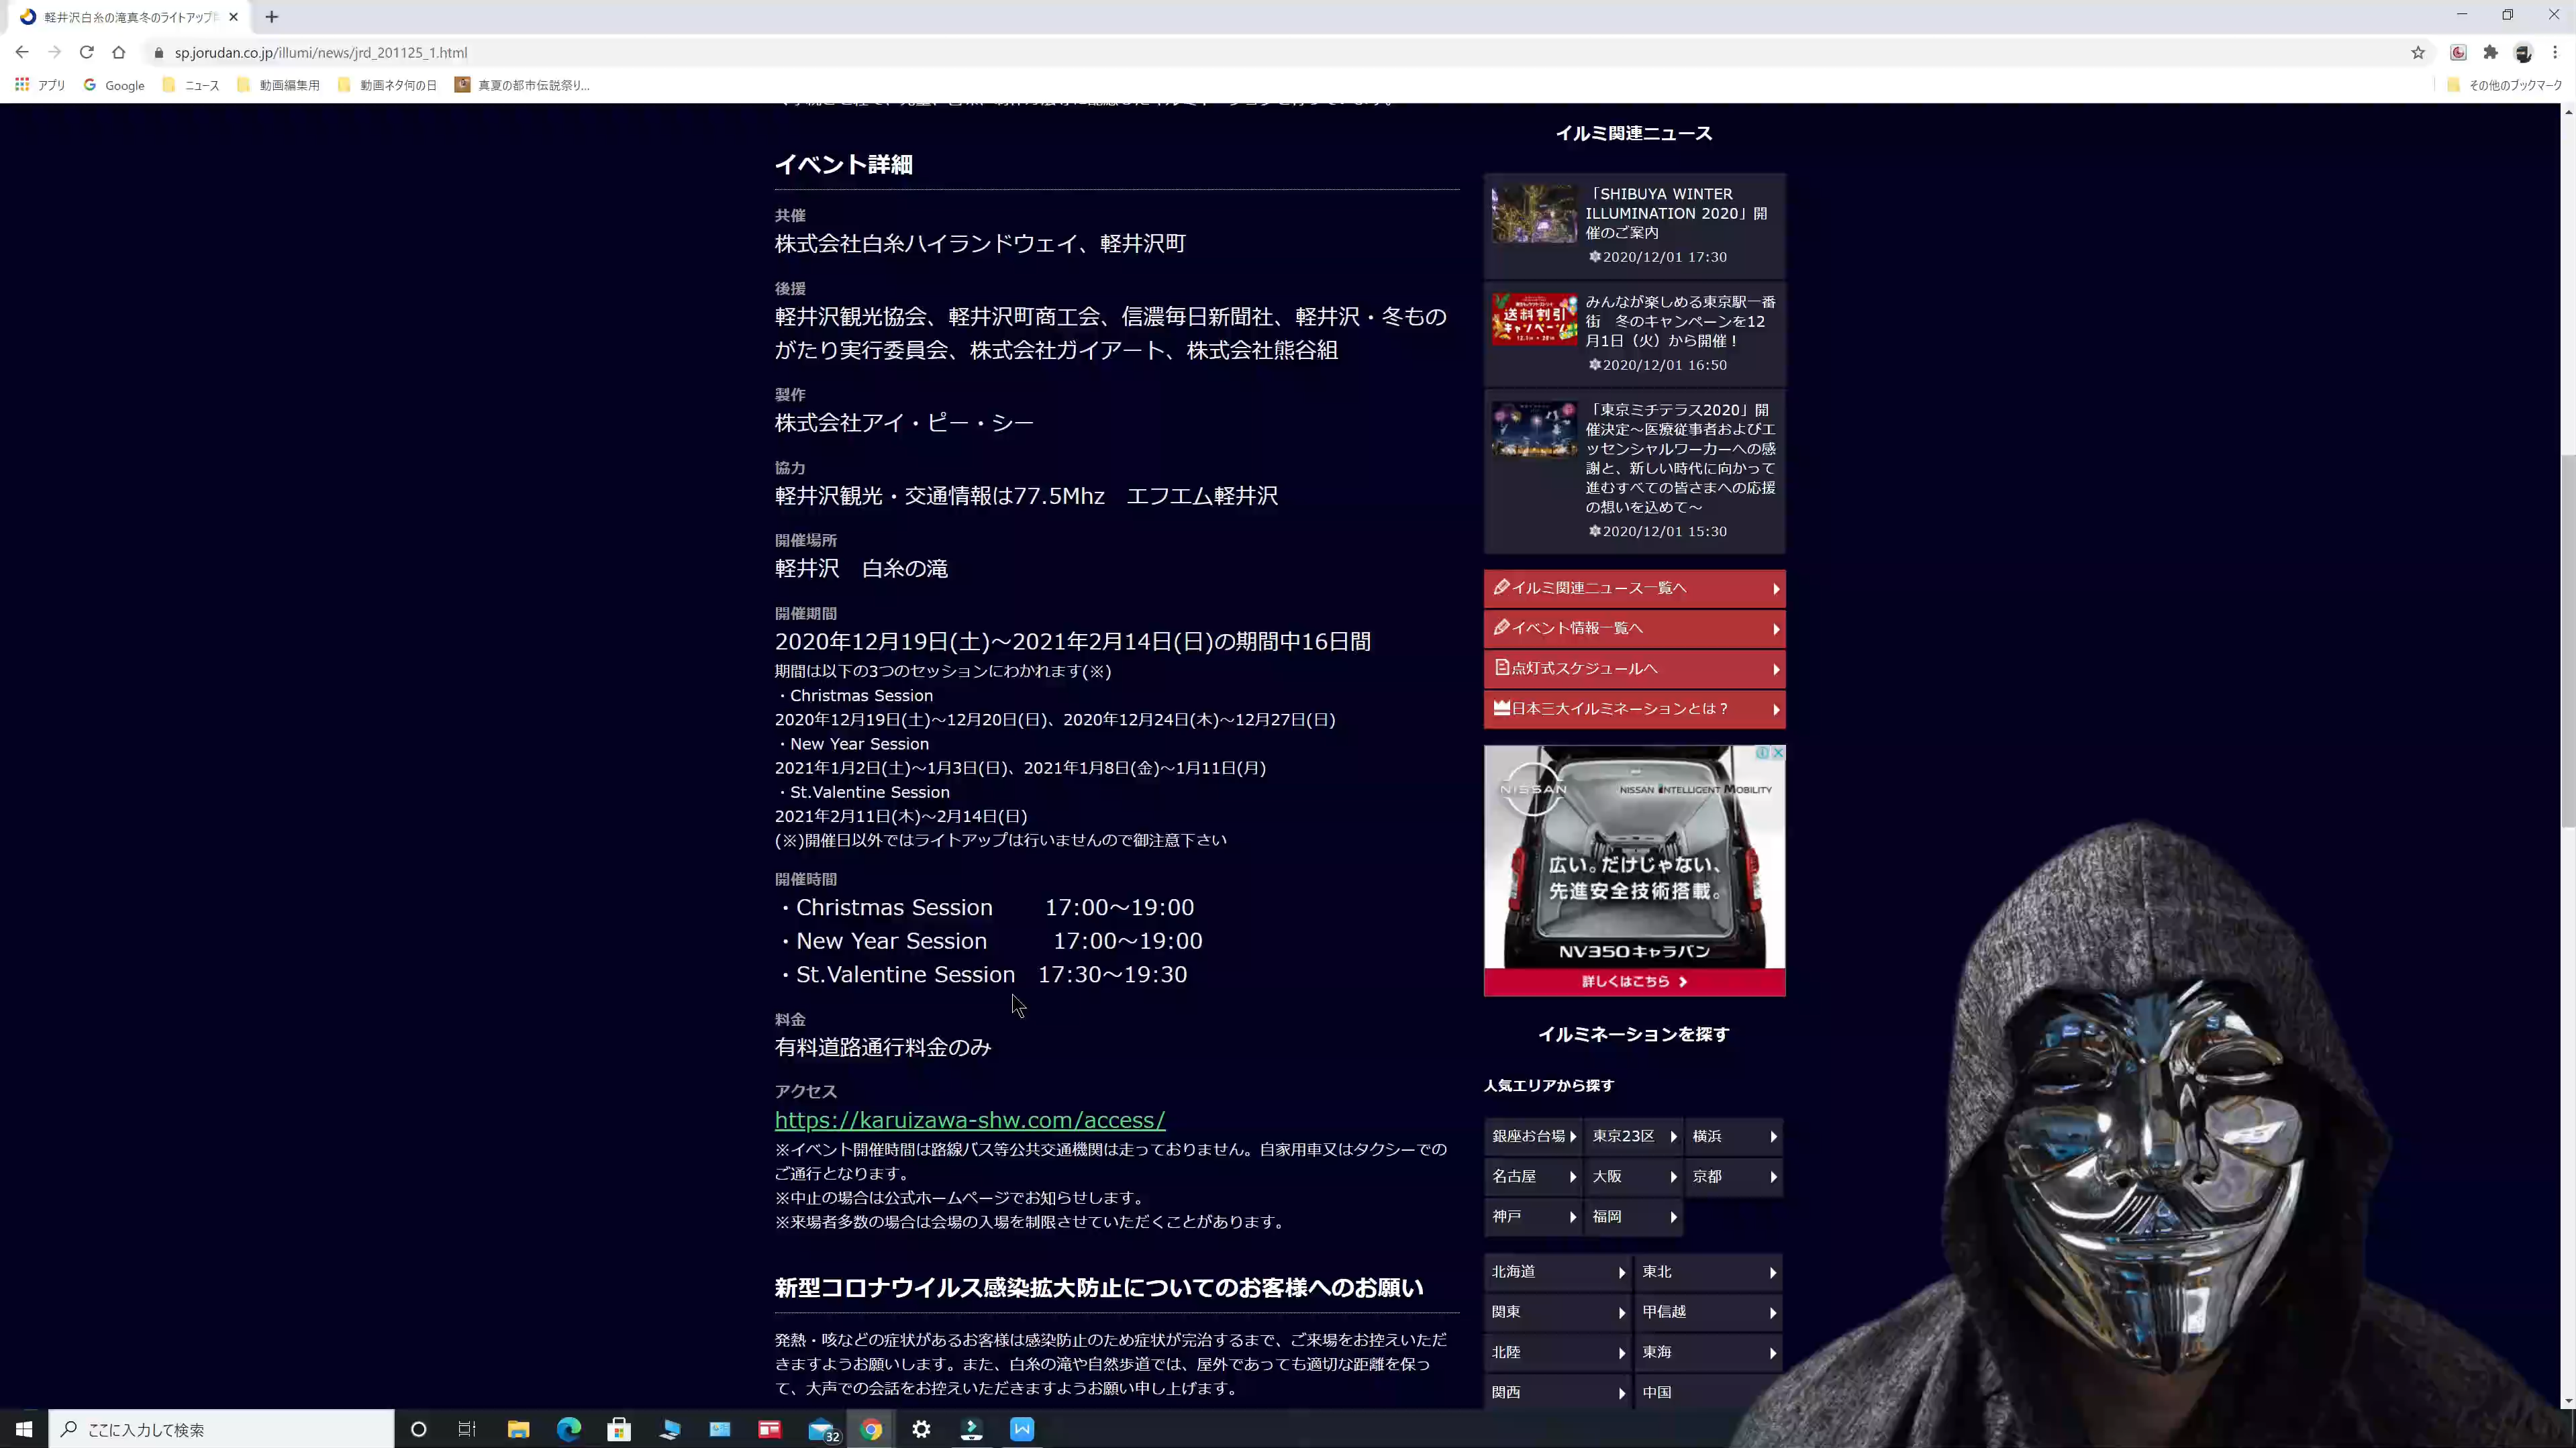 軽井沢白糸の滝真冬のライトアップ
sp.jorudan.co.jp/illumi/news/jrd_201125_1.html
アプリ
Google
ニュース
動画編集用
動画ネタ何の日
真夏の都市伝説祭り...
その他のブックマーク
イベント詳細
共催
株式会社白糸ハイランドウェイ、軽井沢町
後援
軽井沢観光協会、軽井沢町商工会、信濃毎日新聞社、軽井沢・冬もの
がたり実行委員会、株式会社ガイアート、株式会社熊谷組
製作
株式会社アイ・ピー・シー
協力
軽井沢観光・交通情報は77.5Mhz　エフエム軽井沢
開催場所
軽井沢　白糸の滝
開催期間
2020年12月19日(土)～2021年2月14日(日)の期間中16日間
期間は以下の3つのセッションにわかれます(※)
・Christmas Session
2020年12月19日(土)～12月20日(日)、2020年12月24日(木)～12月27日(日)
・New Year Session
2021年1月2日(土)～1月3日(日)、2021年1月8日(金)～1月11日(月)
・St.Valentine Session
2021年2月11日(木)～2月14日(日)
(※)開催日以外ではライトアップは行いませんので御注意下さい
開催時間
・Christmas Session 17:00～19:00
・New Year Session 17:00～19:00
・St.Valentine Session 17:30～19:30
料金
有料道路通行料金のみ
アクセス
https://karuizawa-shw.com/access/
※イベント開催時間は路線バス等公共交通機関は走っておりません。自家用車又はタクシーでの
ご通行となります。
※中止の場合は公式ホームページでお知らせします。
※来場者多数の場合は会場の入場を制限させていただくことがあります。
新型コロナウイルス感染拡大防止についてのお客様へのお願い
発熱・咳などの症状があるお客様は感染防止のため症状が完治するまで、ご来場をお控えいただ
きますようお願いします。また、白糸の滝や自然歩道では、屋外であっても適切な距離を保っ
て、大声での会話をお控えいただきますようお願い申し上げます。
イルミ関連ニュース
「SHIBUYA WINTER
ILLUMINATION 2020」開
催のご案内
2020/12/01 17:30
送料割引
キャンペーン
みんなが楽しめる東京駅一番
街　冬のキャンペーンを12
月1日（火）から開催！
2020/12/01 16:50
「東京ミチテラス2020」開
催決定～医療従事者およびエ
ッセンシャルワーカーへの感
謝と、新しい時代に向かって
進むすべての皆さまへの応援
の想いを込めて～
2020/12/01 15:30
イルミ関連ニュース一覧へ
イベント情報一覧へ
点灯式スケジュールへ
日本三大イルミネーションとは？
NISSAN
NISSAN INTELLIGENT MOBILITY
広い。だけじゃない、
先進安全技術搭載。
NV350キャラバン
詳しくはこちら
イルミネーションを探す
人気エリアから探す
銀座お台場 東京23区 横浜
名古屋 大阪 京都
神戸 福岡
北海道 東北
関東 甲信越
北陸 東海
関西 中国
ここに入力して検索
32